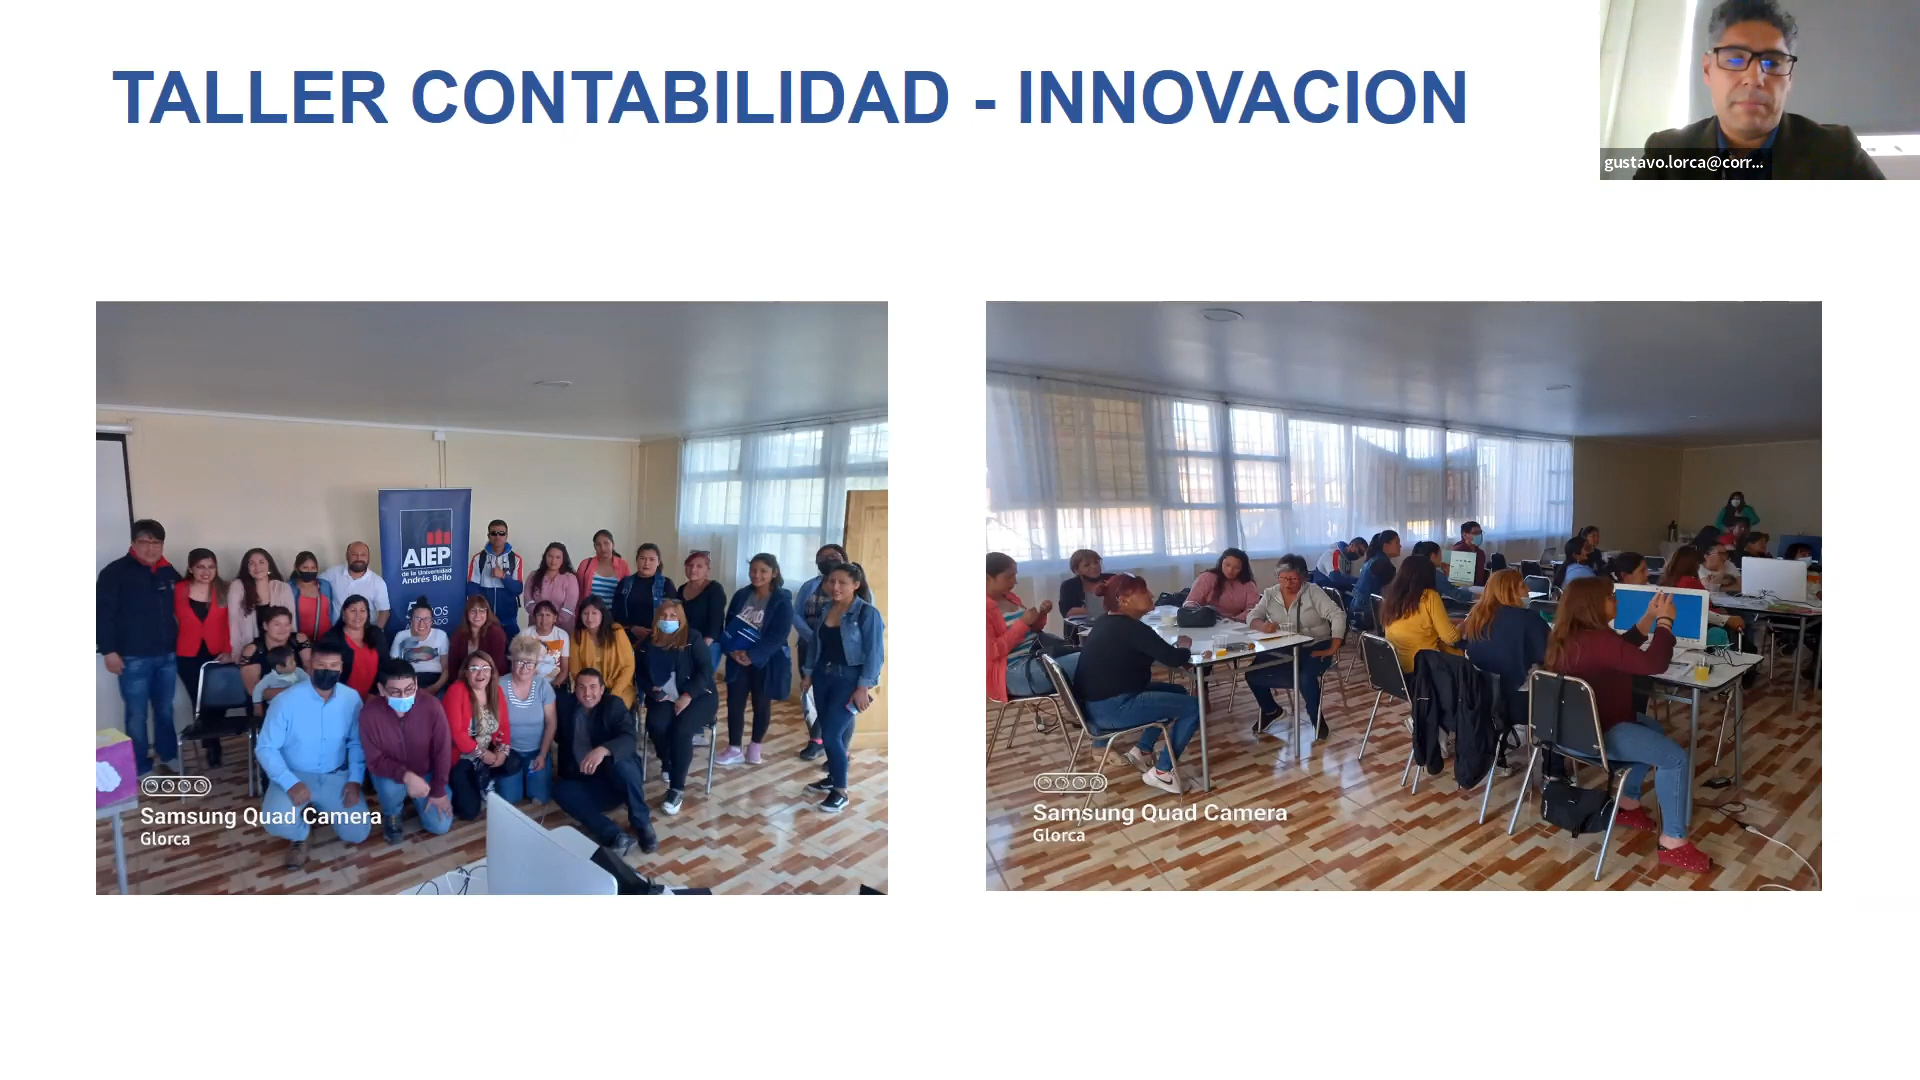 TALLER CONTABILIDAD - INNOVACION
gustavo.lorca@corr...
AIEP
de la Universidad
Andrés Bello
Samsung Quad Camera
Glorca
Samsung Quad Camera
Glorca